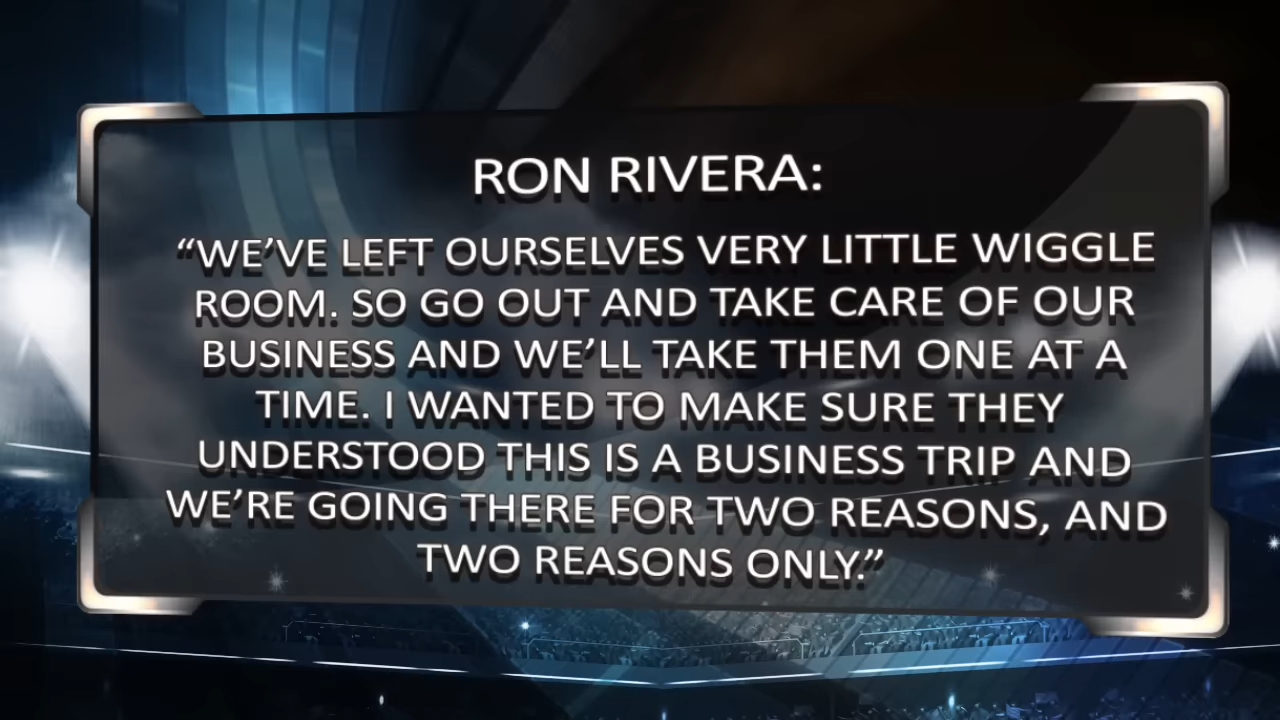 RON RIVERA:
“WE’VE LEFT OURSELVES VERY LITTLE WIGGLE
ROOM. SO GO OUT AND TAKE CARE OF OUR
BUSINESS AND WE’LL TAKE THEM ONE AT A
TIME. I WANTED TO MAKE SURE THEY
UNDERSTOOD THIS IS A BUSINESS TRIP AND
WE’RE GOING THERE FOR TWO REASONS, AND
TWO REASONS ONLY.”